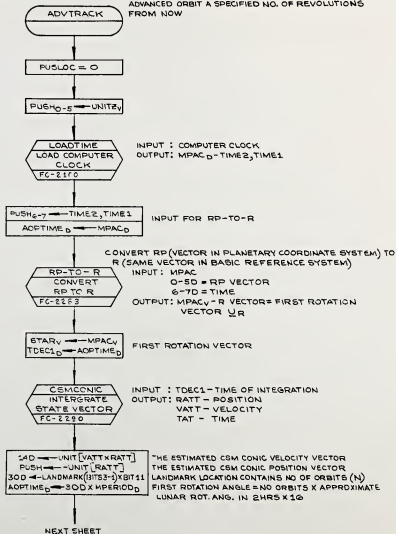 ADVANCED ORBIT A SPECIFIED NO. OF REVOLUTIONS
FROM NOW
ADVTRACK
PUSLOC = 0
PUSH0-5 ← UNITZV
LOADTIME
LOAD COMPUTER
CLOCK
FC-2160
INPUT : COMPUTER CLOCK
OUTPUT: MPACD-TIME2,TIME1
PUSH6-7 ← TIME2,TIME1
AOPTIMED ← MPACD
INPUT FOR RP-TO-R
CONVERT RP (VECTOR IN PLANETARY COORDINATE SYSTEM) TO
R (SAME VECTOR IN BASIC REFERENCE SYSTEM)
RP-TO-R
CONVERT
RP TO R
FC-2263
INPUT: MPAC
0-5D = RP VECTOR
6-7D = TIME
OUTPUT: MPACV-R VECTOR= FIRST ROTATION
VECTOR UR
STARV ← MPACV
TDEC1D ← AOPTIMED
FIRST ROTATION VECTOR
CSMCONIC
INTERGRATE
STATE VECTOR
FC-2290
INPUT : TDEC1-TIME OF INTEGRATION
OUTPUT: RATT - POSITION
VATT - VELOCITY
TAT - TIME
14D ← UNIT[VATT×RATT]
PUSH ← -UNIT[RATT]
30D ← LANDMARK(BITS3-1)×BIT11
AOPTIMED ← 30D × MPERIODD
THE ESTIMATED CSM CONIC VELOCITY VECTOR
THE ESTIMATED CSM CONIC POSITION VECTOR
LANDMARK LOCATION CONTAINS NO OF ORBITS (N)
FIRST ROTATION ANGLE = NO ORBITS X APPROXIMATE
LUNAR ROT. ANG. IN 2HRS X 16
NEXT SHEET